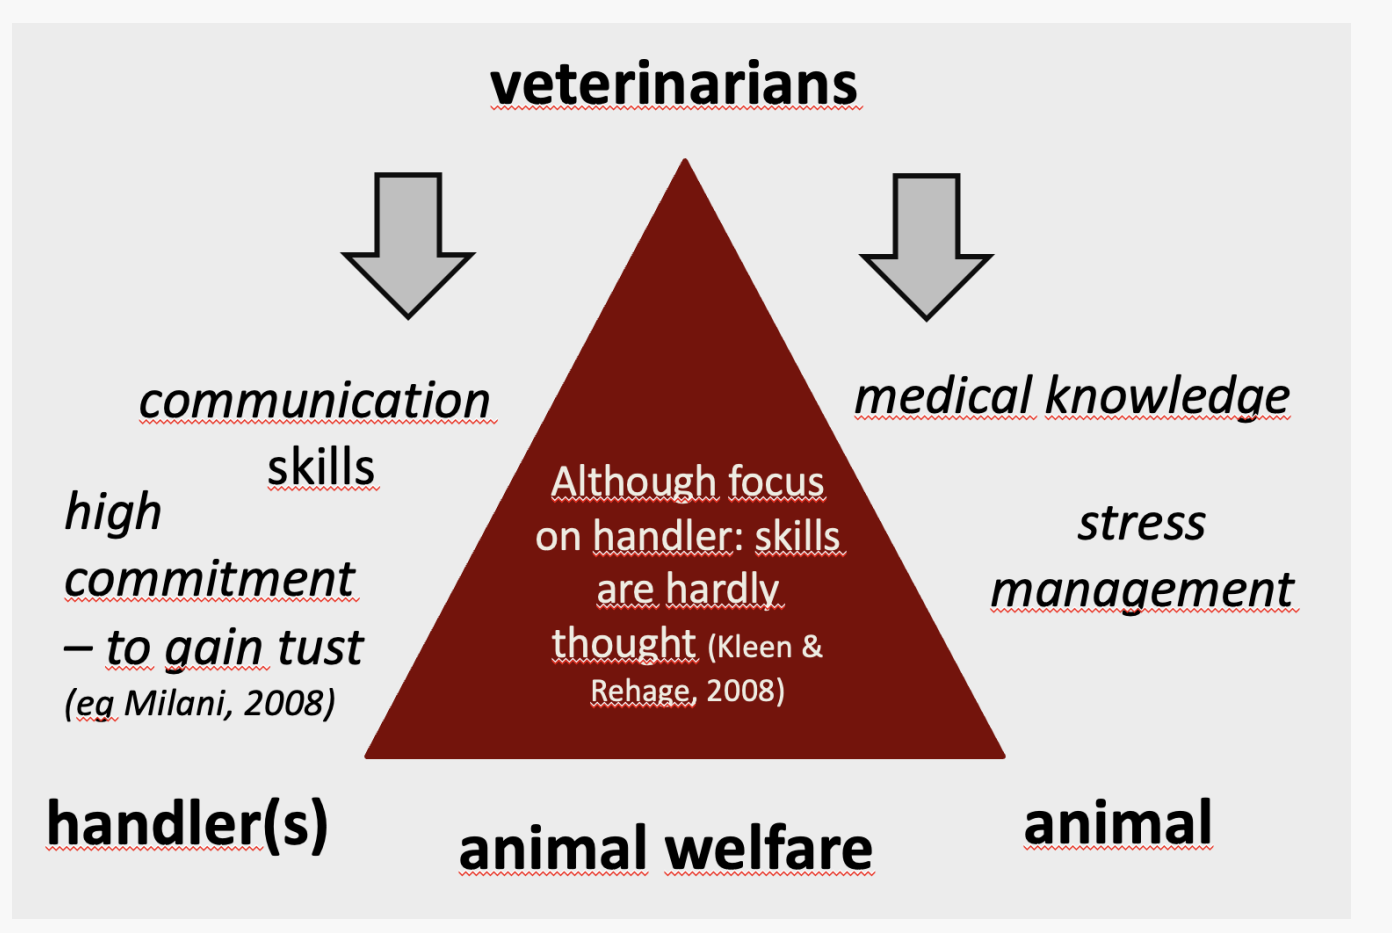 veterinarians
communication
skills
high
commitment
– to gain tust
(eg Milani, 2008)
medical knowledge
stress
management
Although focus
on handler: skills
are hardly
thought (Kleen &
Rehage, 2008)
handler(s)
animal welfare
animal